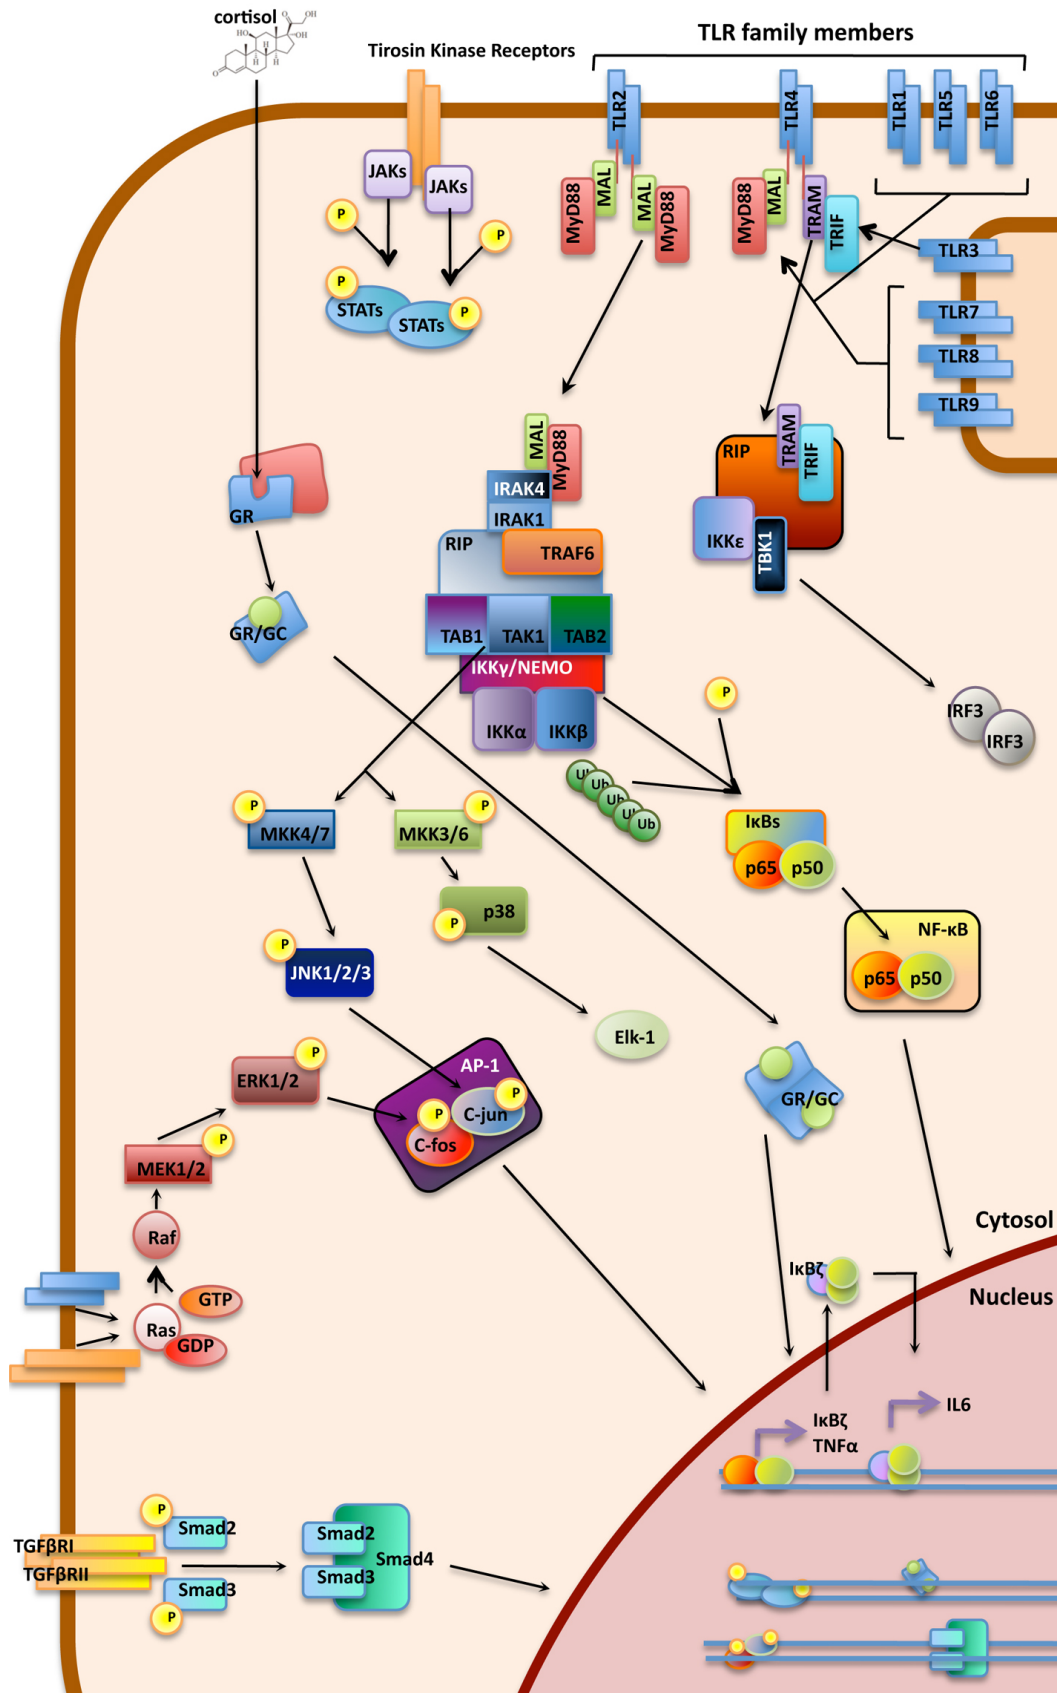 cortisol
O
OH
HO
OH
H
H
H
O
Tirosin Kinase Receptors
TLR family members
TLR2
TLR4
TLR1
TLR5
TLR6
JAKs
JAKs
MyD88
MAL
MAL
MyD88
MyD88
MAL
TRAM
TRIF
P
P
P
P
STATs
STATs
TLR3
TLR7
TLR8
TLR9
MAL
MyD88
IRAK4
IRAK1
RIP
TRAF6
TAB1
TAK1
TAB2
IKKγ/NEMO
IKKα
IKKβ
RIP
TRAM
TRIF
IKKε
TBK1
GR
GR/GC
P
IRF3
IRF3
Ub
Ub
Ub
Ub
Ub
IκBs
p65
p50
P
MKK4/7
P
MKK3/6
p38
P
NF-κB
p65
p50
P
JNK1/2/3
Elk-1
P
ERK1/2
AP-1
P
C-jun
P
C-fos
GR/GC
P
MEK1/2
Raf
GTP
Ras
GDP
Cytosol
Nucleus
IκBζ
IκBζ
TNFα
IL6
P
Smad2
TGFβRI
TGFβRII
Smad3
P
Smad2
Smad4
Smad3